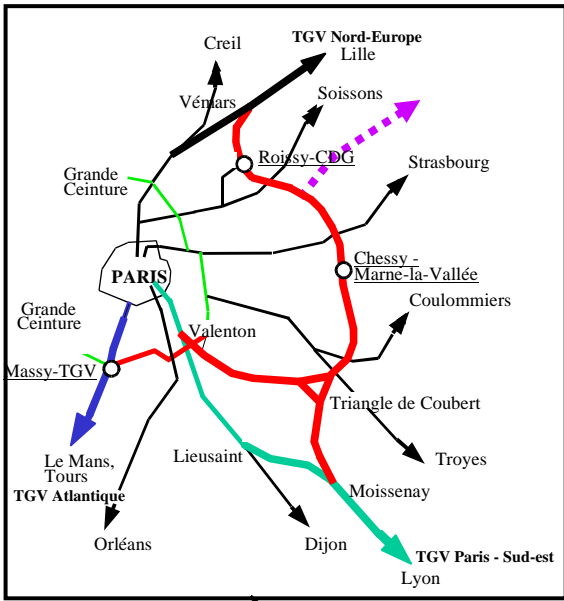 TGV Nord-Europe
Creil
Lille
Vémars
Soissons
Roissy-CDG
Strasbourg
Grande
Ceinture
Chessy -
Marne-la-Vallée
PARIS
Coulommiers
Grande
Ceinture
Valenton
Massy-TGV
Triangle de Coubert
Lieusaint
Troyes
Le Mans,
Tours
TGV Atlantique
Moissenay
Orléans
Dijon
TGV Paris - Sud-est
Lyon